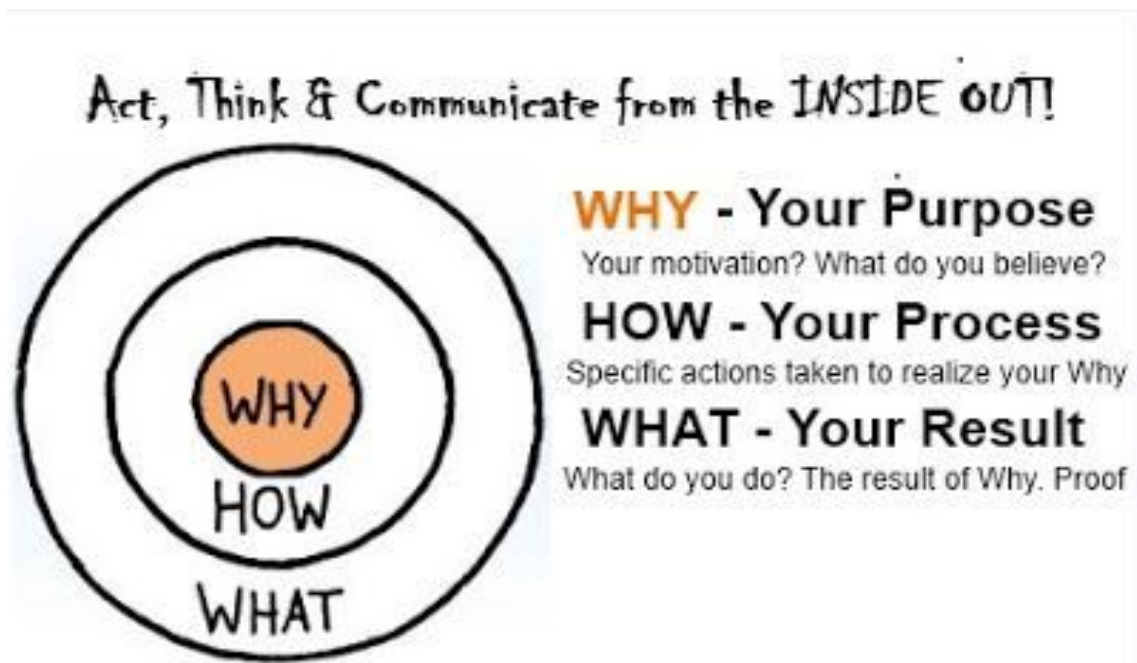 Act, Think & Communicate from the INSIDE OUT!
WHY - Your Purpose
Your motivation? What do you believe?
HOW - Your Process
Specific actions taken to realize your Why
WHAT - Your Result
What do you do? The result of Why. Proof
WHY
HOW
WHAT